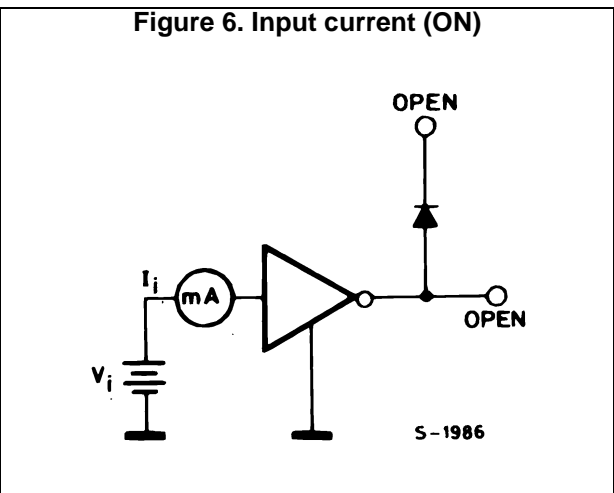 Figure 6. Input current (ON)
OPEN
Ii
mA
OPEN
Vi
S-1986